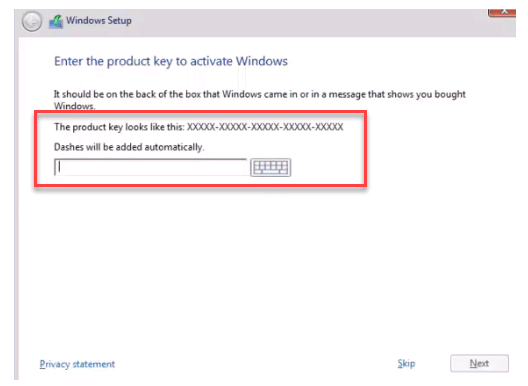 Windows Setup
Enter the product key to activate Windows
It should be on the back of the box that Windows came in or in a message that shows you bought
Windows.
The product key looks like this: XXXXX-XXXXX-XXXXX-XXXXX-XXXXX
Dashes will be added automatically.
Privacy statement
Skip
Next